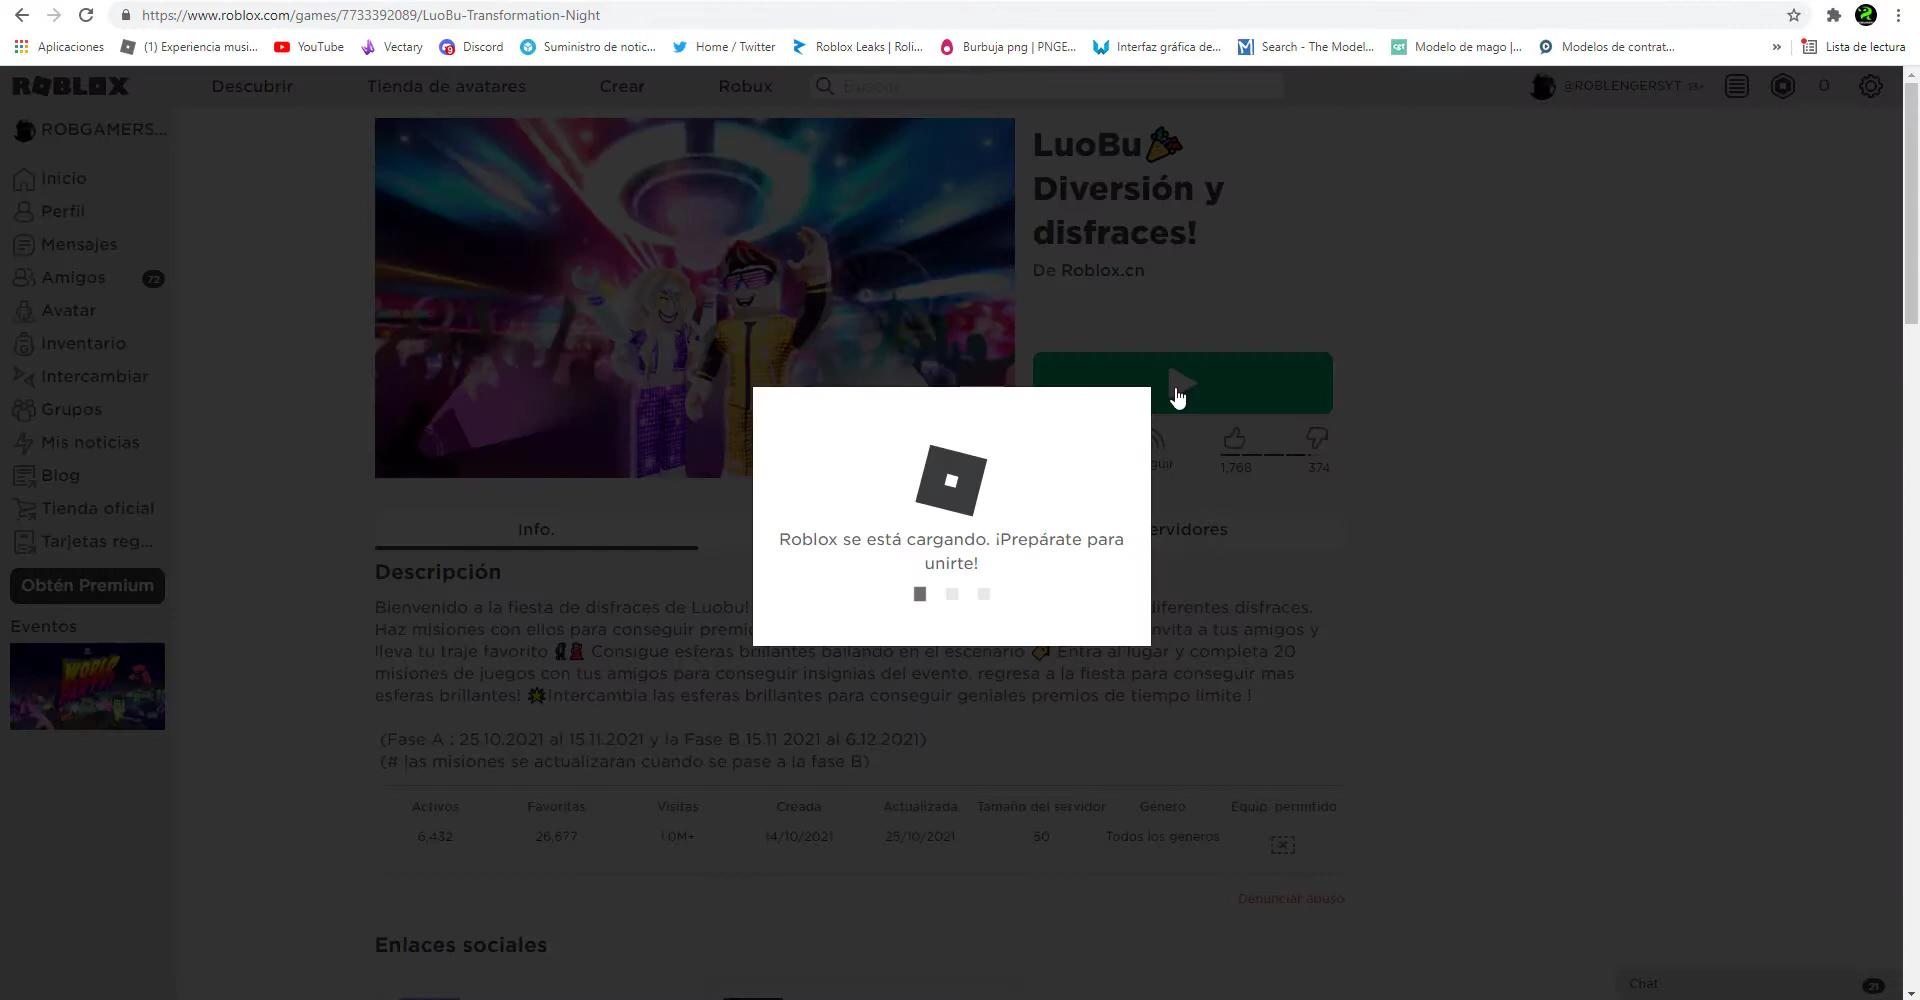 https://www.roblox.com/games/7733392089/LuoBu-Transformation-Night
Aplicaciones
(1) Experiencia musi...
YouTube
Vectary
Discord
Suministro de notic...
Home / Twitter
Roblox Leaks | Roli...
Burbuja png | PNGE...
Interfaz gráfica de...
Search - The Model...
Modelo de mago |...
Modelos de contrat...
»
Lista de lectura
ROBLOX
Descubrir
Tienda de avatares
Crear
Robux
Buscar
@ROBLENGERSYT 13+
0
ROBGAMERS...
Inicio
Perfil
Mensajes
Amigos
72
Avatar
Inventario
Intercambiar
Grupos
Mis noticias
Blog
Tienda oficial
Tarjetas reg...
Obtén Premium
Eventos
WORLD
LuoBu🎉
Diversión y
disfraces!
De Roblox.cn
guir
1,768
374
Roblox se está cargando. ¡Prepárate para
unirte!
Info.
ervidores
Descripción
Bienvenido a la fiesta de disfraces de Luobu! diferentes disfraces.
Haz misiones con ellos para conseguir premi nvita a tus amigos y
lleva tu traje favorito Consigue esferas brillantes bailando en el escenario Entra al lugar y completa 20
misiones de juegos con tus amigos para conseguir insignias del evento, regresa a la fiesta para conseguir mas
esferas brillantes! Intercambia las esferas brillantes para conseguir geniales premios de tiempo limite !
(Fase A : 25.10.2021 al 15.11.2021 y la Fase B 15.11 2021 al 6.12.2021)
(# las misiones se actualizaran cuando se pase a la fase B)
Activos
Favoritas
Visitas
Creada
Actualizada
Tamaño del servidor
Género
Equip. permitido
6,432
26,677
1.0M+
14/10/2021
25/10/2021
50
Todos los géneros
Denunciar abuso
Enlaces sociales
Chat
21